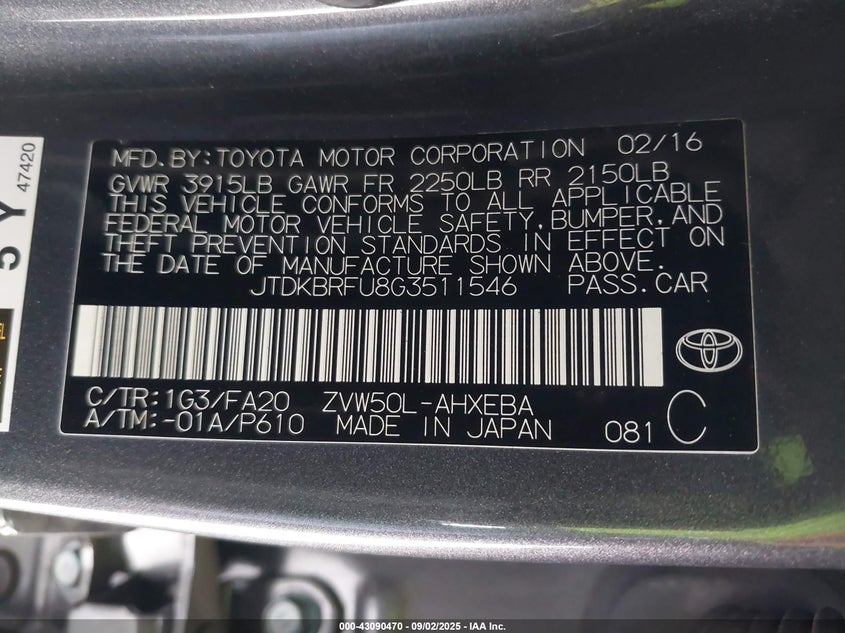 MFD.BY:TOYOTA MOTOR CORPORATION 02/16
GVWR 3915LB GAWR FR 2250LB RR 2150LB
THIS VEHICLE CONFORMS TO ALL APPLICABLE
FEDERAL MOTOR VEHICLE SAFETY,BUMPER,AND
THEFT PREVENTION STANDARDS IN EFFECT ON
THE DATE OF MANUFACTURE SHOWN ABOVE.
JTDKBRFU8G3511546 PASS.CAR
C/TR:1G3/FA20 ZVW50L-AHXEBA
A/TM:-01A/P610 MADE IN JAPAN 081 C
5 Y
47420
000-43090470 - 09/02/2025 - IAA Inc.